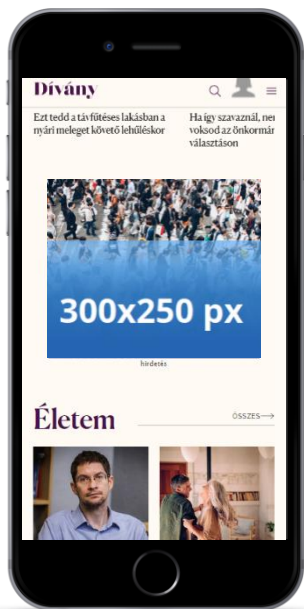 Dívány
Ezt tedd a távfűtéses lakásban a
nyári meleget követő lehűléskor
Ha így szavaznál,
voksod az önkormár
választáson
300x250 px
hirdetés
Életem
ÖSSZES